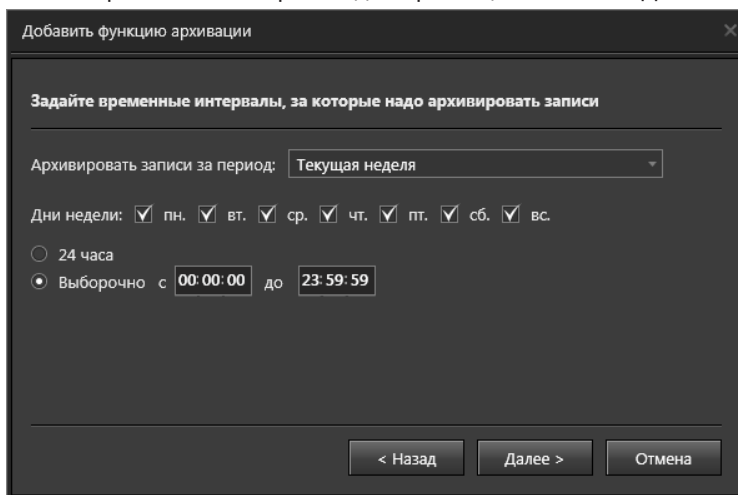 Добавить функцию архивации
Задайте временные интервалы, за которые надо архивировать записи
Архивировать записи за период: Текущая неделя
Дни недели: пн. вт. ср. чт. пт. сб. вс.
24 часа
Выборочно с 00:00:00 до 23:59:59
< Назад Далее > Отмена